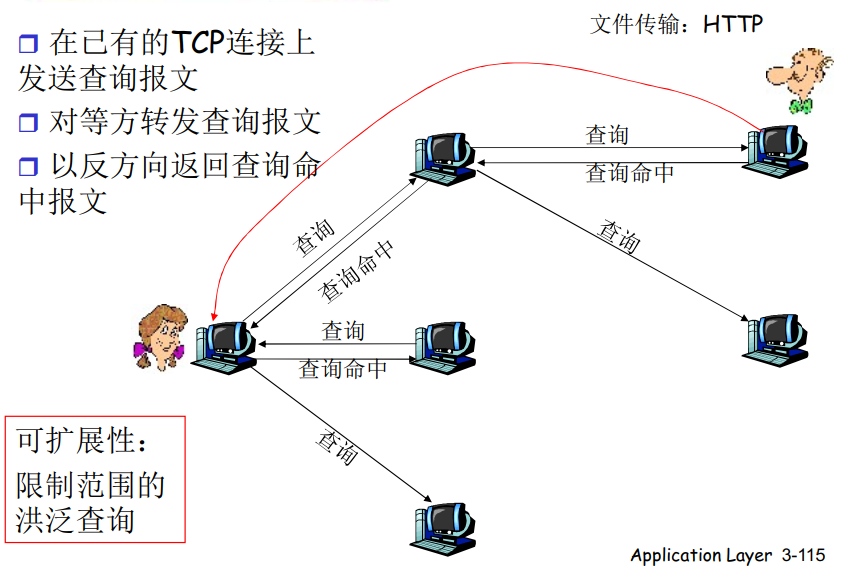 文件传输：HTTP
在已有的TCP连接上
发送查询报文
对等方转发查询报文
以反方向返回查询命
中报文
查询
查询命中
查询
查询命中
查询
查询
查询命中
查询
可扩展性：
限制范围的
洪泛查询
Application Layer 3-115